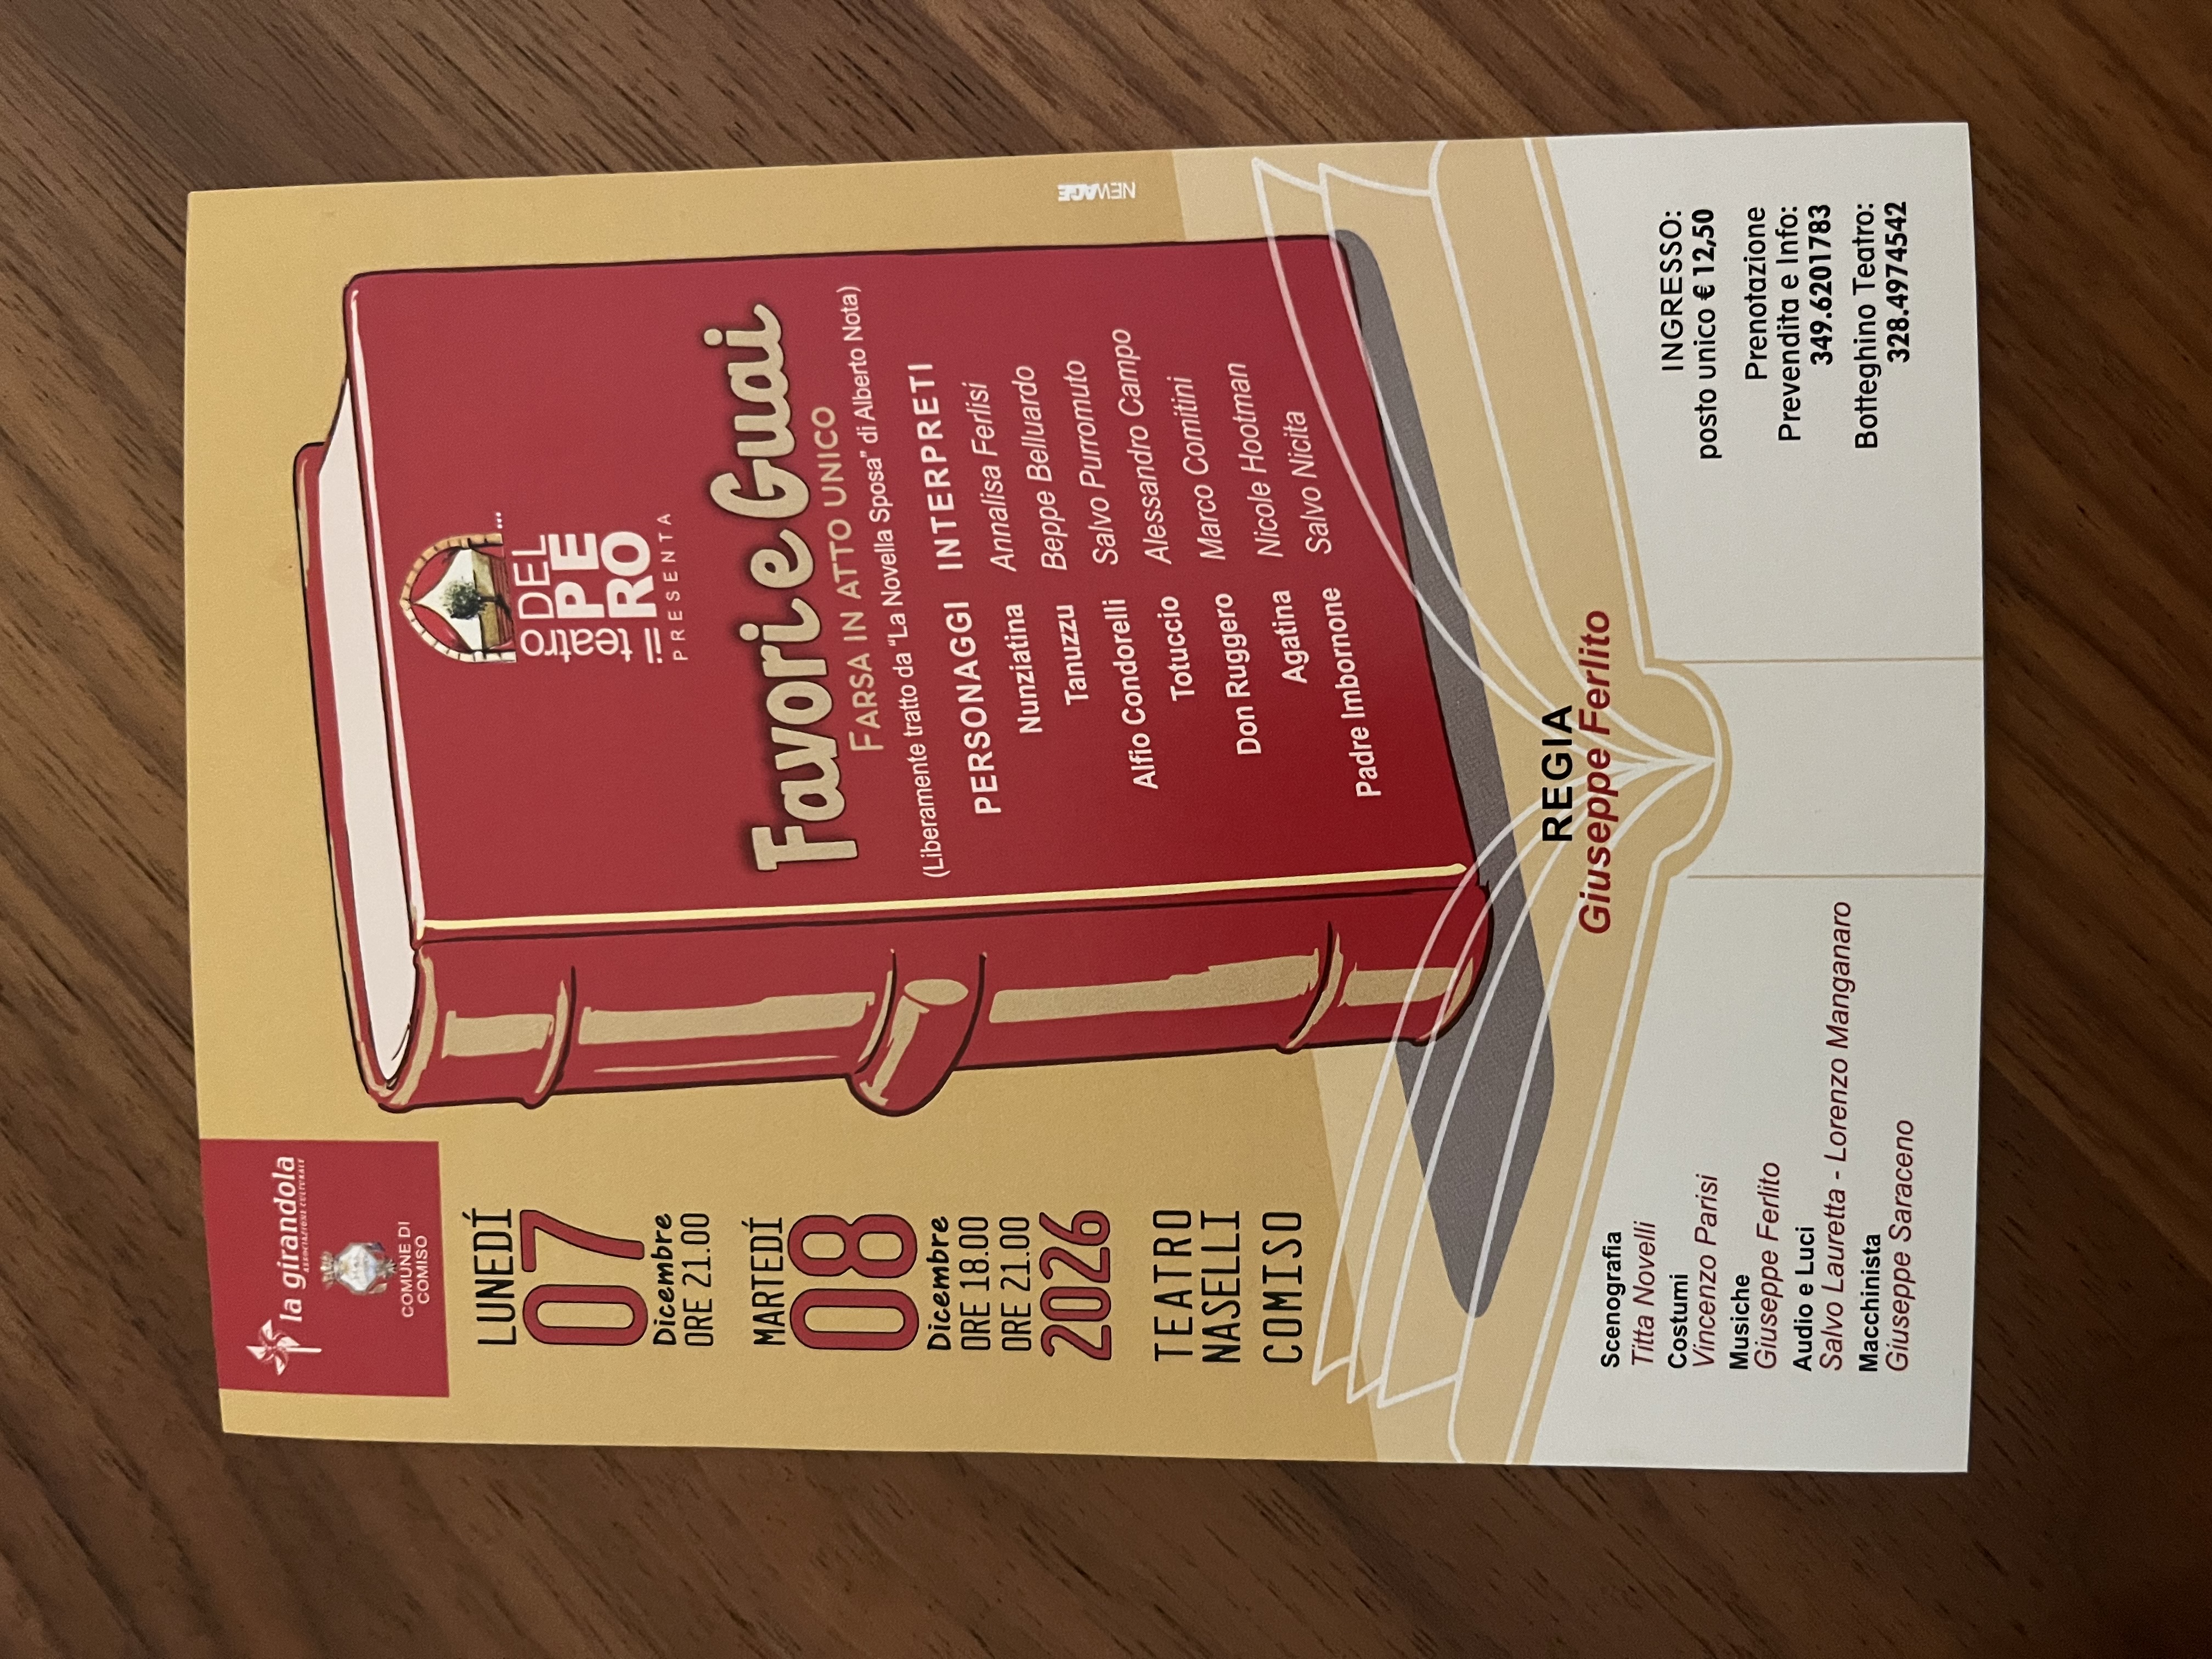 la girandola
ASSOCIAZIONE CULTURALE
COMUNE DI
COMISO
LUNEDÍ
07
Dicembre
ORE 21.00
MARTEDÍ
08
Dicembre
ORE 18.00
ORE 21.00
2026
TEATRO
NASELLI
COMISO
...
il teatro
DEL
PE
RO
PRESENTA
Favori e Guai
FARSA IN ATTO UNICO
(Liberamente tratto da “La Novella Sposa” di Alberto Nota)
PERSONAGGI INTERPRETI
Nunziatina Annalisa Ferlisi
Tanuzzu Beppe Belluardo
Alfio Condorelli Salvo Purromuto
Totuccio Alessandro Campo
Don Ruggero Marco Comitini
Agatina Nicole Hootman
Padre Imbornone Salvo Nicita
NEWAGE
REGIA
Giuseppe Ferlito
Scenografia
Titta Novelli
Costumi
Vincenzo Parisi
Musiche
Giuseppe Ferlito
Audio e Luci
Salvo Lauretta - Lorenzo Manganaro
Macchinista
Giuseppe Saraceno
INGRESSO:
posto unico € 12,50
Prenotazione
Prevendita e Info:
349.6201783
Botteghino Teatro:
328.4974542